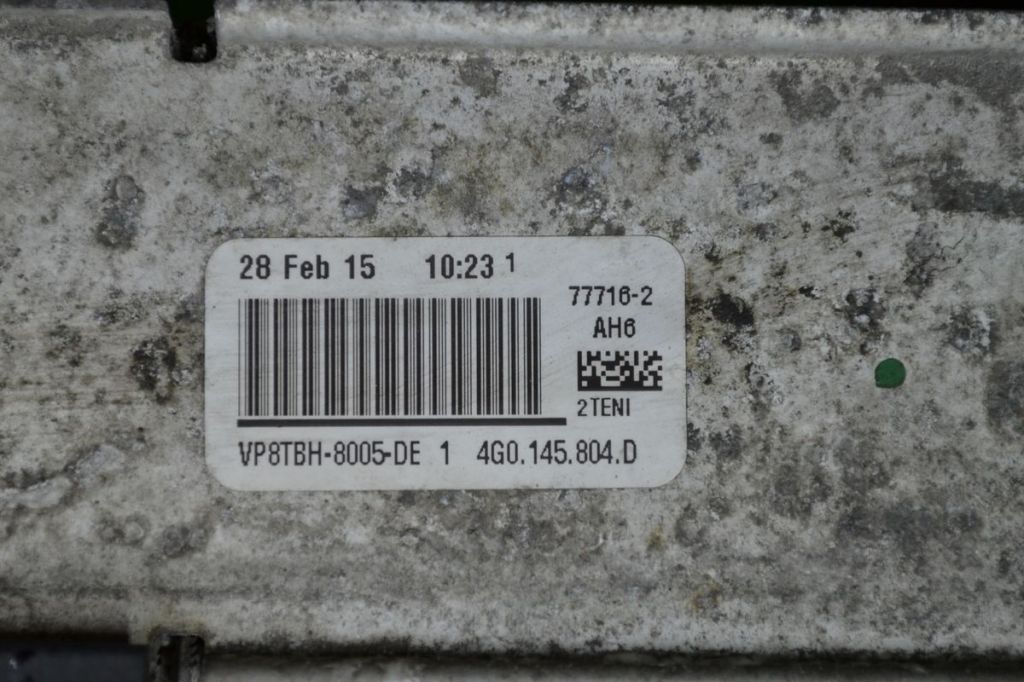 28 Feb 15 10:23 1
77716-2
AH6
2TENI
VP8TBH-8005-DE 1 4G0.145.804.D